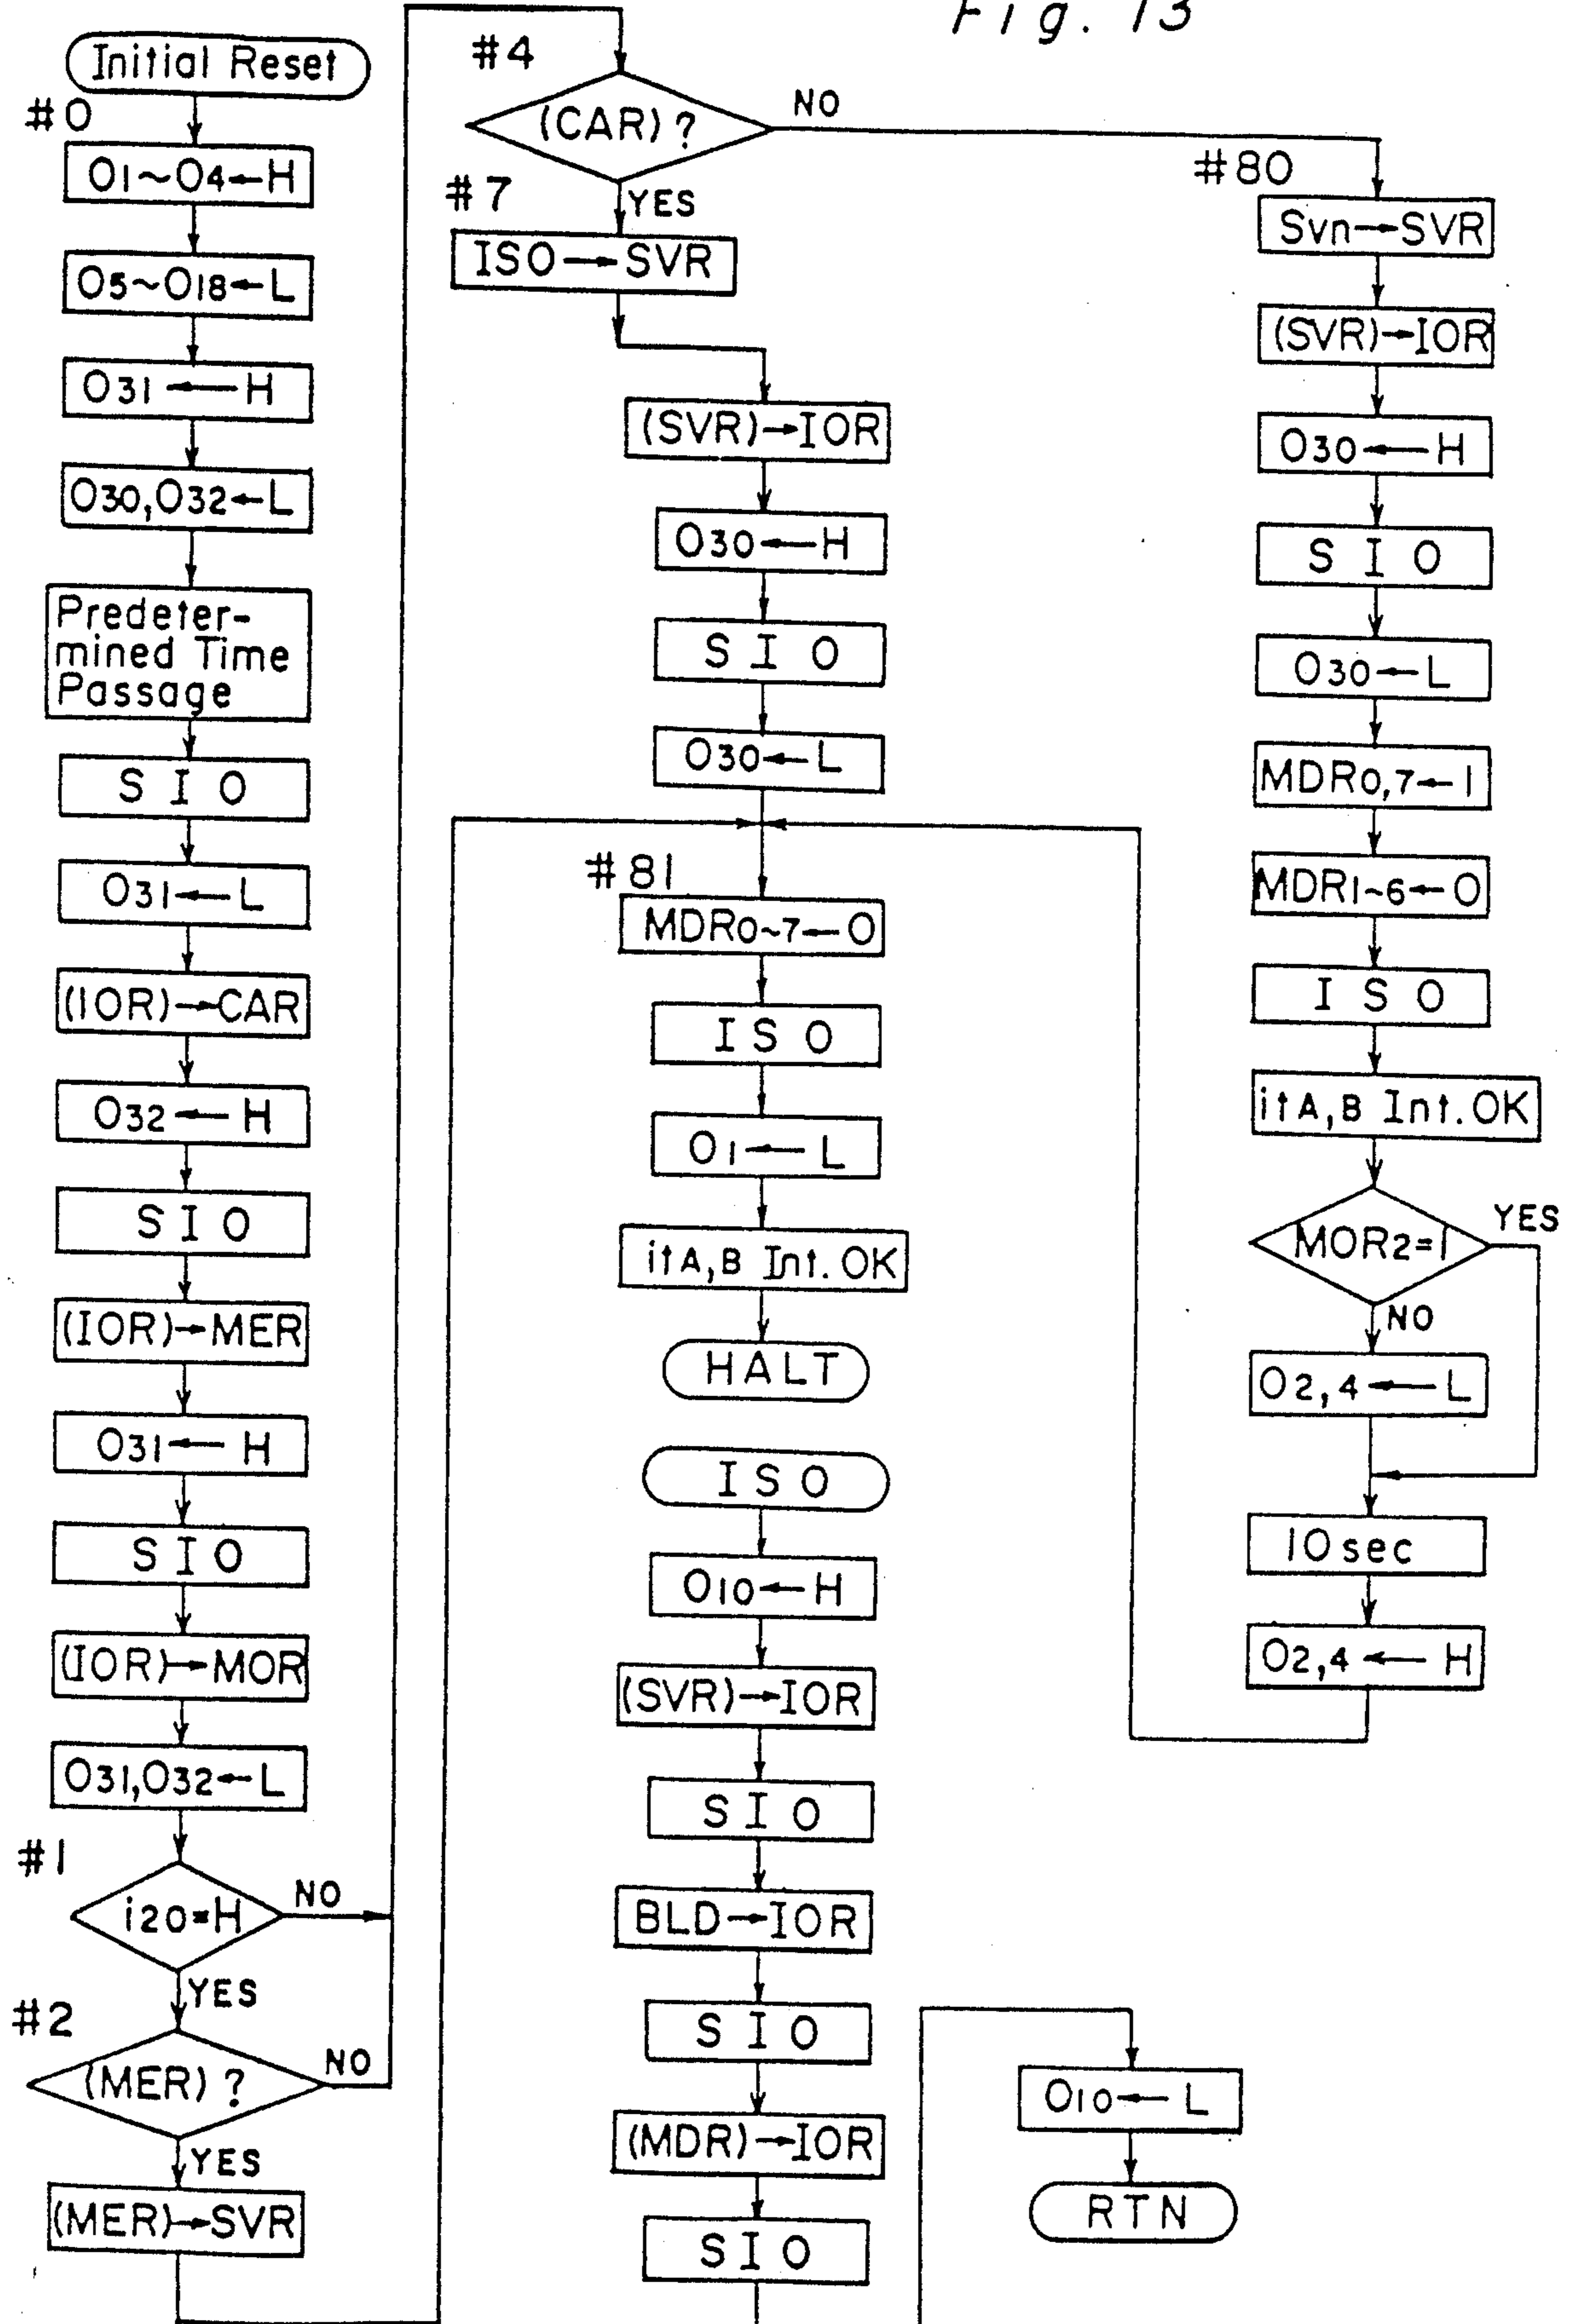 Fig. 13
Initial Reset
#0
O1~O4←H
O5~O18←L
O31←H
O30,O32←L
Predeter-
mined Time
Passage
SIO
O31←L
(IOR)→CAR
O32←H
SIO
(IOR)→MER
O31←H
SIO
(IOR)→MOR
O31,O32←L
#1
i20=H
NO
YES
#2
(MER)?
NO
YES
(MER)→SVR
#4
(CAR)?
NO
#7
YES
ISO→SVR
(SVR)→IOR
O30←H
SIO
O30←L
#81
MDR0~7←0
ISO
O1←L
itA,B Int.OK
HALT
ISO
O10←H
(SVR)→IOR
SIO
BLD→IOR
SIO
(MDR)→IOR
SIO
O10←L
RTN
#80
Svn→SVR
(SVR)→IOR
O30←H
SIO
O30←L
MDR0,7←1
MDR1~6←0
ISO
itA,B Int.OK
MOR2=1
YES
NO
O2,4←L
10sec
O2,4←H